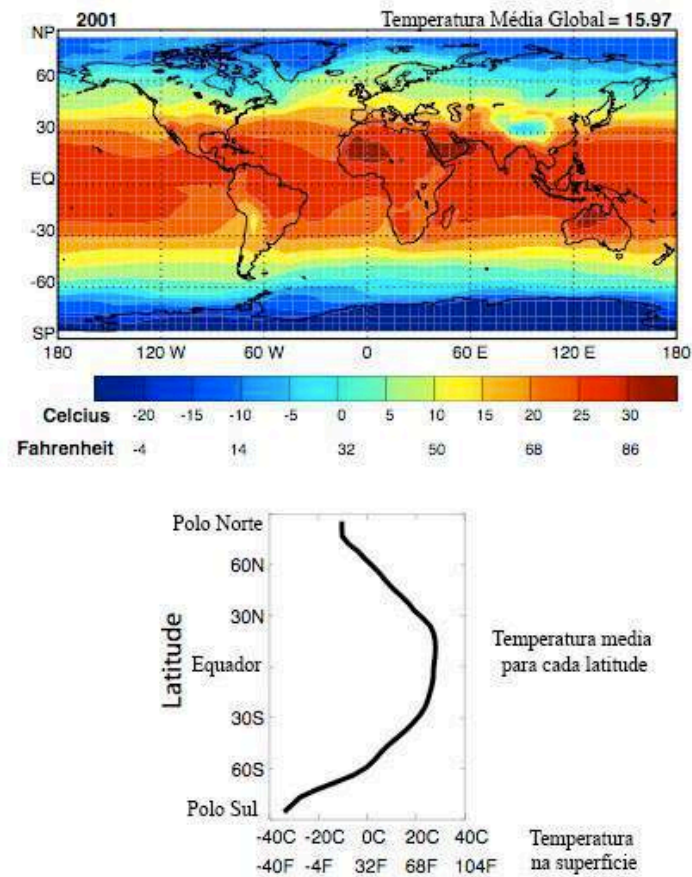 2001 Temperatura Média Global = 15.97
NP
60
30
EQ
-30
-60
SP
180 120 W 60 W 0 60 E 120 E 180
Celcius -20 -15 -10 -5 0 5 10 15 20 25 30
Fahrenheit -4 14 32 50 68 86
Polo Norte
60N
30N
Latitude
Equador
Temperatura media
para cada latitude
30S
60S
Polo Sul
-40C -20C 0C 20C 40C Temperatura
-40F -4F 32F 68F 104F na superfície